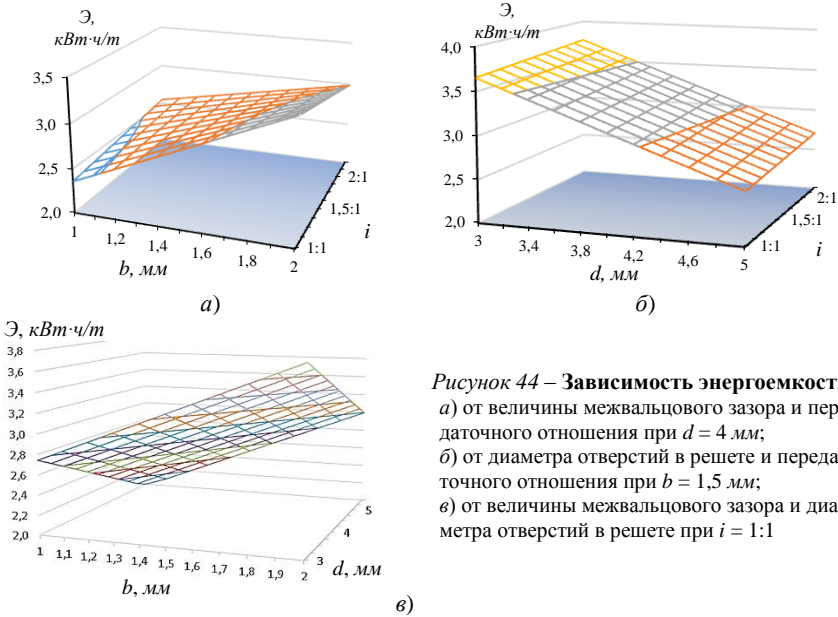 Э,
кВт·ч/т
3,5
3,0
2,5
2,0
1
1,2
1,4
1,6
1,8
2
1:1
1,5:1
2:1
i
b, мм
а)
Э,
кВт·ч/т
4,0
3,5
3,0
2,5
2,0
3
3,4
3,8
4,2
4,6
5
1:1
1,5:1
2:1
i
d, мм
б)
Э, кВт·ч/т
3,8
3,6
3,4
3,2
3,0
2,8
2,6
2,4
2,2
2,0
1
1,1
1,2
1,3
1,4
1,5
1,6
1,7
1,8
1,9
2
3
4
5
d, мм
b, мм
в)
Рисунок 44 – Зависимость энергоемкост
а) от величины межвальцового зазора и пер
даточного отношения при d = 4 мм;
б) от диаметра отверстий в решете и переда
точного отношения при b = 1,5 мм;
в) от величины межвальцового зазора и диа
метра отверстий в решете при i = 1:1